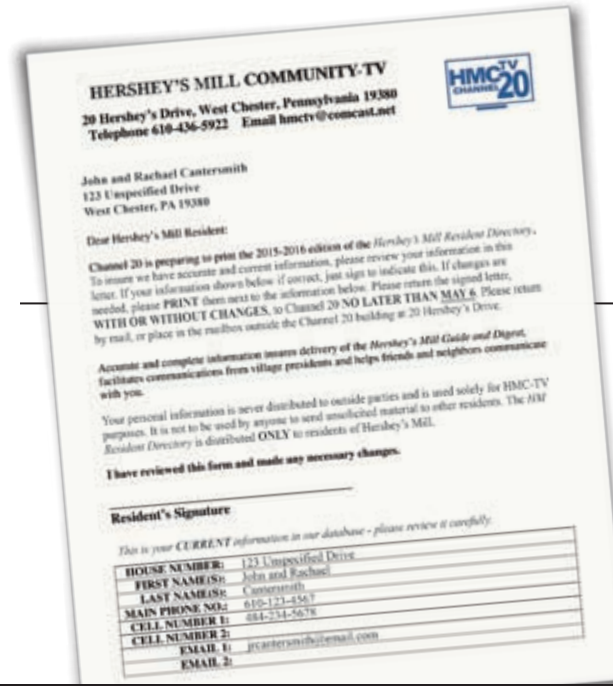 HERSHEY'S MILL COMMUNITY-TV
20 Hershey's Drive, West Chester, Pennsylvania 19380
Telephone 610-436-5922 Email hmctv@comcast.net
HMCTV
CHANNEL 20
John and Rachael Cantersmith
123 Unspecified Drive
West Chester, PA 19380
Dear Hershey's Mill Resident:
Channel 20 is preparing to print the 2015-2016 edition of the Hershey's Mill Resident Directory.
To insure we have accurate and current information, please review your information in this
letter. If your information shown below if correct, just sign to indicate this. If changes are
needed, please PRINT them next to the information below. Please return the signed letter,
WITH OR WITHOUT CHANGES, to Channel 20 NO LATER THAN MAY 6. Please return
by mail, or place in the mailbox outside the Channel 20 building at 20 Hershey's Drive.
Accurate and complete information insures delivery of the Hershey's Mill Guide and Digest,
facilitates communications from village presidents and helps friends and neighbors communicate
with you.
Your personal information is never distributed to outside parties and is used solely for HMC-TV
purposes. It is not to be used by anyone to send unsolicited material to other residents. The HM
Resident Directory is distributed ONLY to residents of Hershey's Mill.
I have reviewed this form and made any necessary changes.
Resident's Signature
This is your CURRENT information in our database - please review it carefully.
HOUSE NUMBER: 123 Unspecified Drive
FIRST NAME(S): John and Rachael
LAST NAME(S): Cantersmith
MAIN PHONE NO.: 610-123-4567
CELL NUMBER 1: 484-234-5678
CELL NUMBER 2:
EMAIL 1: jrcantersmith@email.com
EMAIL 2: